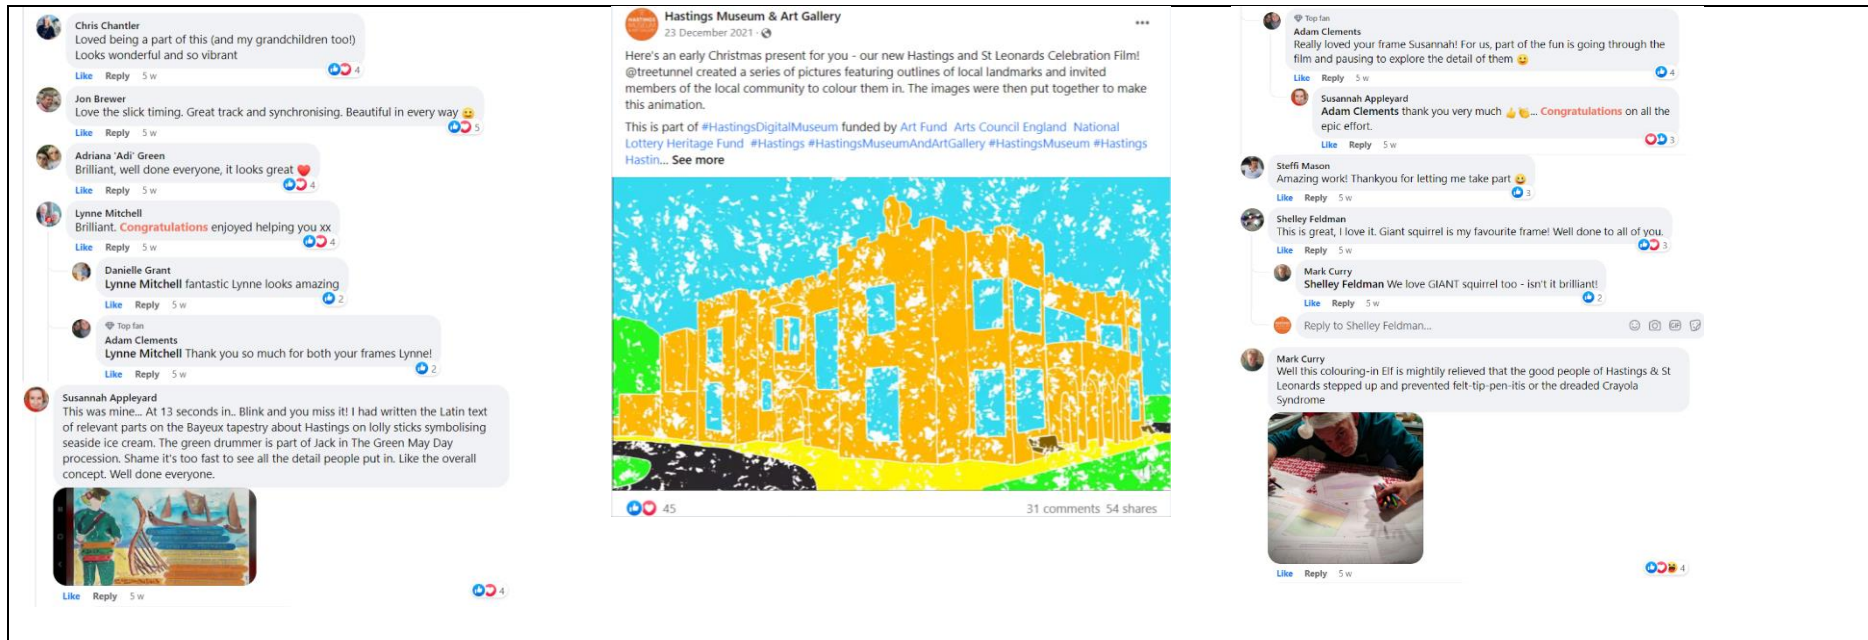 Chris Chantler
Loved being a part of this (and my grandchildren too!)
Looks wonderful and so vibrant
4
Like Reply 5 w
Jon Brewer
Love the slick timing. Great track and synchronising. Beautiful in every way 😄
5
Like Reply 5 w
Adriana 'Adi' Green
Brilliant, well done everyone, it looks great ❤️
4
Like Reply 5 w
Lynne Mitchell
Brilliant. Congratulations enjoyed helping you xx
4
Like Reply 5 w
Danielle Grant
Lynne Mitchell fantastic Lynne looks amazing
2
Like Reply 5 w
Top fan
Adam Clements
Lynne Mitchell Thank you so much for both your frames Lynne!
2
Like Reply 5 w
Susannah Appleyard
This was mine... At 13 seconds in.. Blink and you miss it! I had written the Latin text
of relevant parts on the Bayeux tapestry about Hastings on lolly sticks symbolising
seaside ice cream. The green drummer is part of Jack in The Green May Day
procession. Shame it's too fast to see all the detail people put in. Like the overall
concept. Well done everyone.
4
Like Reply 5 w
Hastings Museum & Art Gallery
23 December 2021 ·
Here's an early Christmas present for you - our new Hastings and St Leonards Celebration Film!
@treetunnel created a series of pictures featuring outlines of local landmarks and invited
members of the local community to colour them in. The images were then put together to make
this animation.
This is part of #HastingsDigitalMuseum funded by Art Fund Arts Council England National
Lottery Heritage Fund #Hastings #HastingsMuseumAndArtGallery #HastingsMuseum #Hastings
Hastin... See more
45
31 comments 54 shares
Top fan
Adam Clements
Really loved your frame Susannah! For us, part of the fun is going through the
film and pausing to explore the detail of them 😀
4
Like Reply 5 w
Susannah Appleyard
Adam Clements thank you very much 👍👏... Congratulations on all the
epic effort.
3
Like Reply 5 w
Steffi Mason
Amazing work! Thankyou for letting me take part 😀
3
Like Reply 5 w
Shelley Feldman
This is great, I love it. Giant squirrel is my favourite frame! Well done to all of you.
3
Like Reply 5 w
Mark Curry
Shelley Feldman We love GIANT squirrel too - isn't it brilliant!
2
Like Reply 5 w
Reply to Shelley Feldman...
Mark Curry
Well this colouring-in Elf is mightily relieved that the good people of Hastings & St
Leonards stepped up and prevented felt-tip-pen-itis or the dreaded Crayola
Syndrome
4
Like Reply 5 w